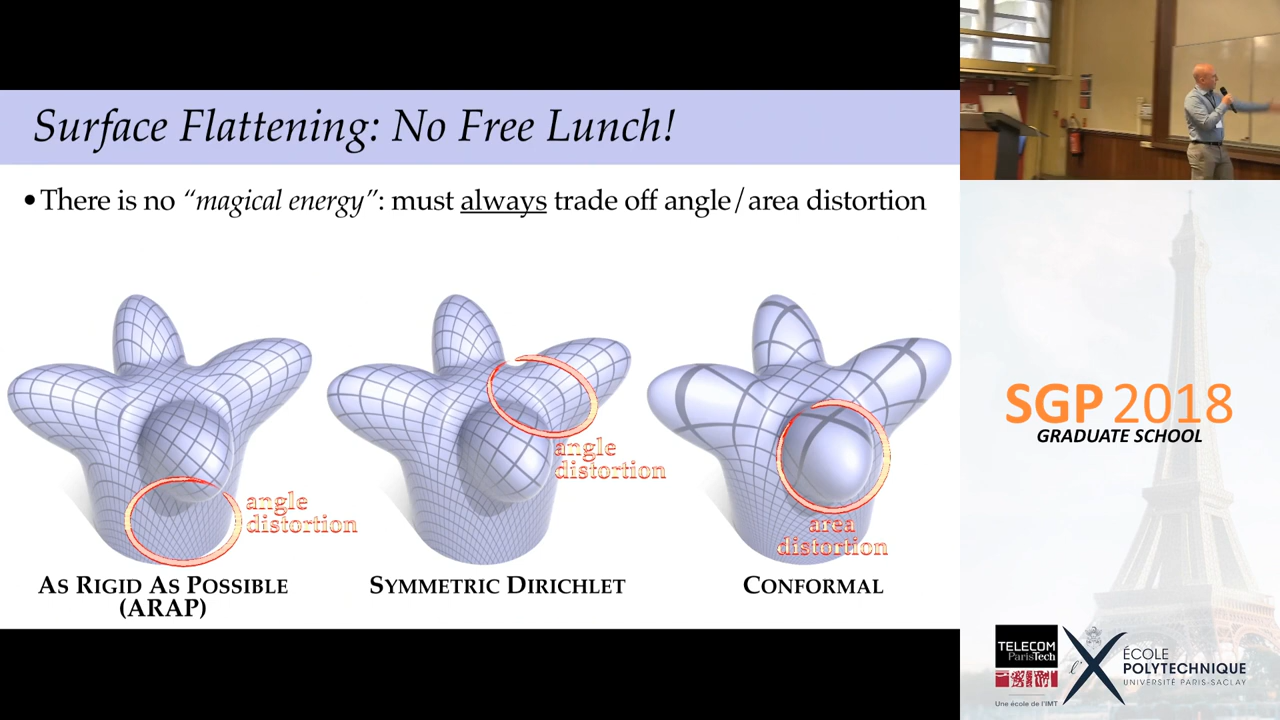 Surface Flattening: No Free Lunch!
•There is no “magical energy”: must always trade off angle/area distortion
angle
distortion
angle
distortion
area
distortion
AS RIGID AS POSSIBLE
(ARAP)
SYMMETRIC DIRICHLET
CONFORMAL
SGP 2018
GRADUATE SCHOOL
TELECOM
ParisTech
Une école de l'IMT
l'X
ÉCOLE
POLYTECHNIQUE
UNIVERSITÉ PARIS-SACLAY